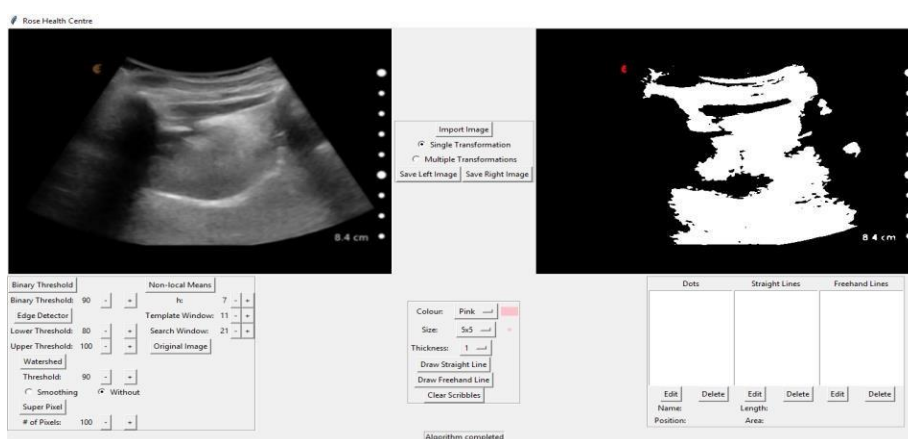 Rose Health Centre
8.4 cm
8.4 cm
Import Image
Single Transformation
Multiple Transformations
Save Left Image Save Right Image
Binary Threshold Non-local Means
Binary Threshold: 90 - + h: 7 - +
Edge Detector Template Window: 11 - +
Lower Threshold: 80 - + Search Window: 21 - +
Upper Threshold: 100 - + Original Image
Watershed
Threshold: 90 - +
Smoothing Without
Super Pixel
# of Pixels: 100 - +
Colour: Pink
Size: 5x5
Thickness: 1
Draw Straight Line
Draw Freehand Line
Clear Scribbles
Dots Straight Lines Freehand Lines
Edit Delete Edit Delete Edit Delete
Name: Length:
Position: Area:
Algorithm completed